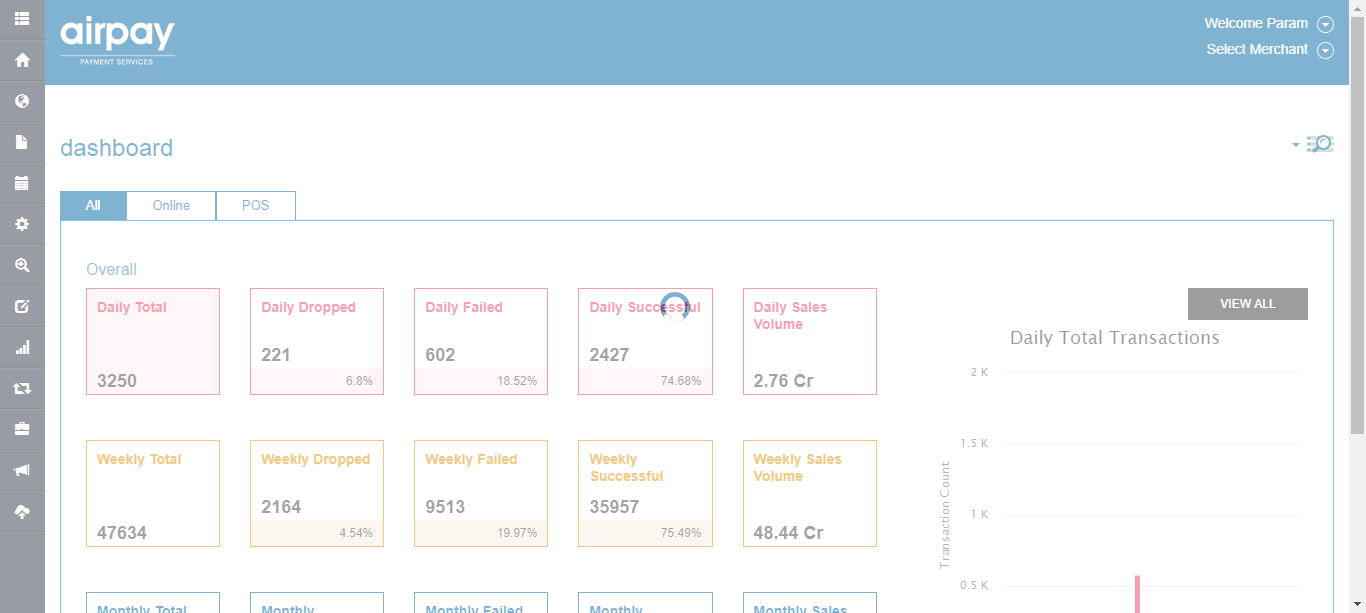 airpay
PAYMENT SERVICES
Welcome Param
Select Merchant
dashboard
All
Online
POS
Overall
Daily Total
3250
Daily Dropped
221
6.8%
Daily Failed
602
18.52%
Daily Successful
2427
74.68%
Daily Sales
Volume
2.76 Cr
VIEW ALL
Daily Total Transactions
2 K
1.5 K
1 K
0.5 K
Transaction Count
Weekly Total
47634
Weekly Dropped
2164
4.54%
Weekly Failed
9513
19.97%
Weekly
Successful
35957
75.49%
Weekly Sales
Volume
48.44 Cr
Monthly Total
Monthly
Monthly Failed
Monthly
Monthly Sales